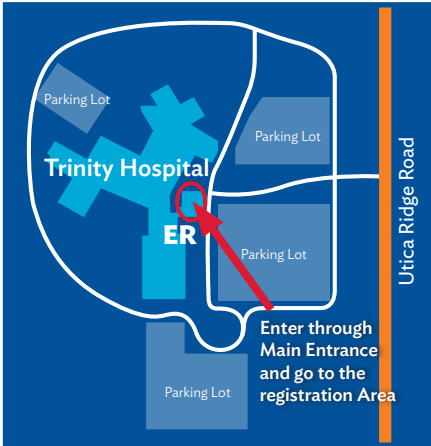 Parking Lot
Parking Lot
Trinity Hospital
Utica Ridge Road
ER
Parking Lot
Enter through
Main Entrance
and go to the
registration Area
Parking Lot